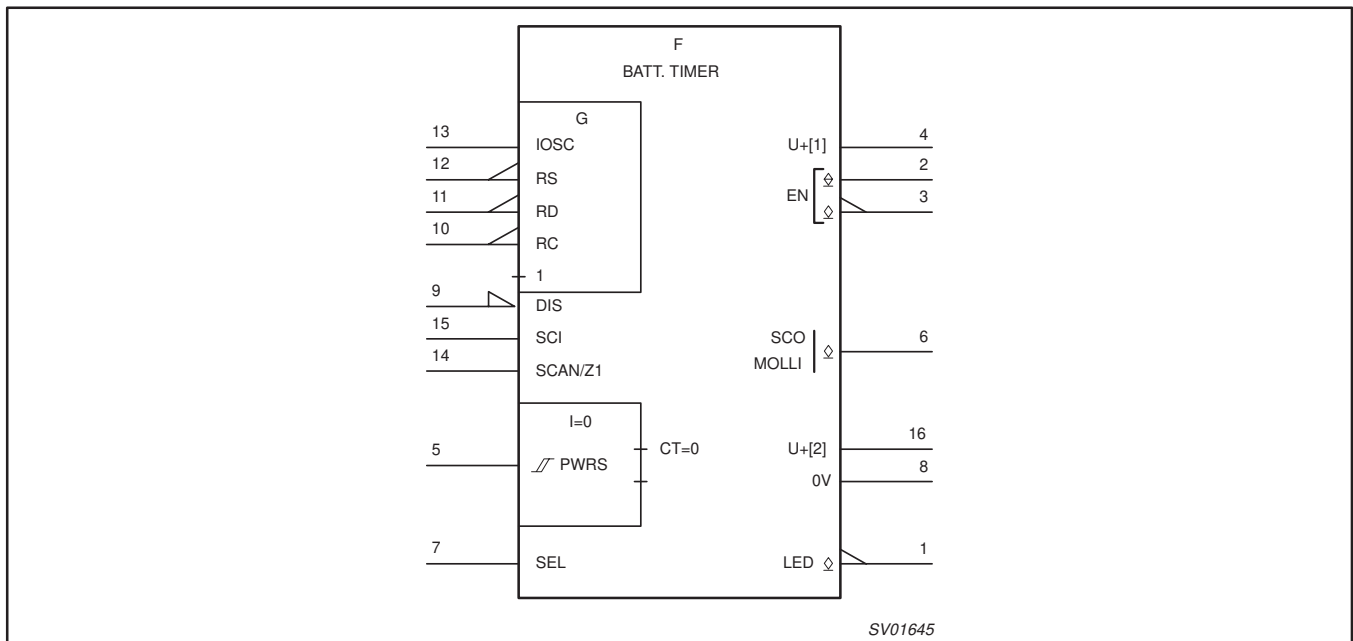 F
BATT. TIMER
G
13 IOSC U+[1] 4
12 RS 2
EN
11 RD 3
10 RC
1
9 DIS
15 SCI SCO 6
14 SCAN/Z1 MOLLI
I=0
5 PWRS CT=0 U+[2] 16
0V 8
7 SEL LED 1
SV01645